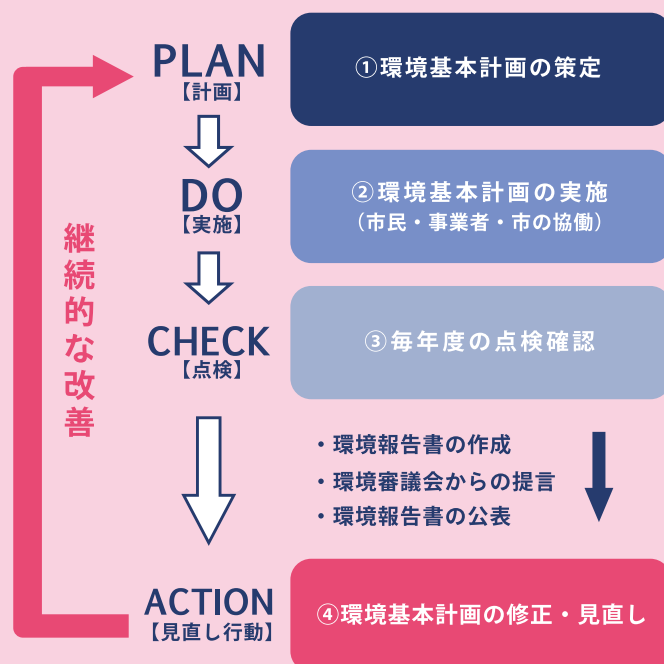 PLAN
【計画】
①環境基本計画の策定
DO
【実施】
②環境基本計画の実施
（市民・事業者・市の協働）
継続的な改善
CHECK
【点検】
③毎年度の点検確認
・環境報告書の作成
・環境審議会からの提言
・環境報告書の公表
ACTION
【見直し行動】
④環境基本計画の修正・見直し